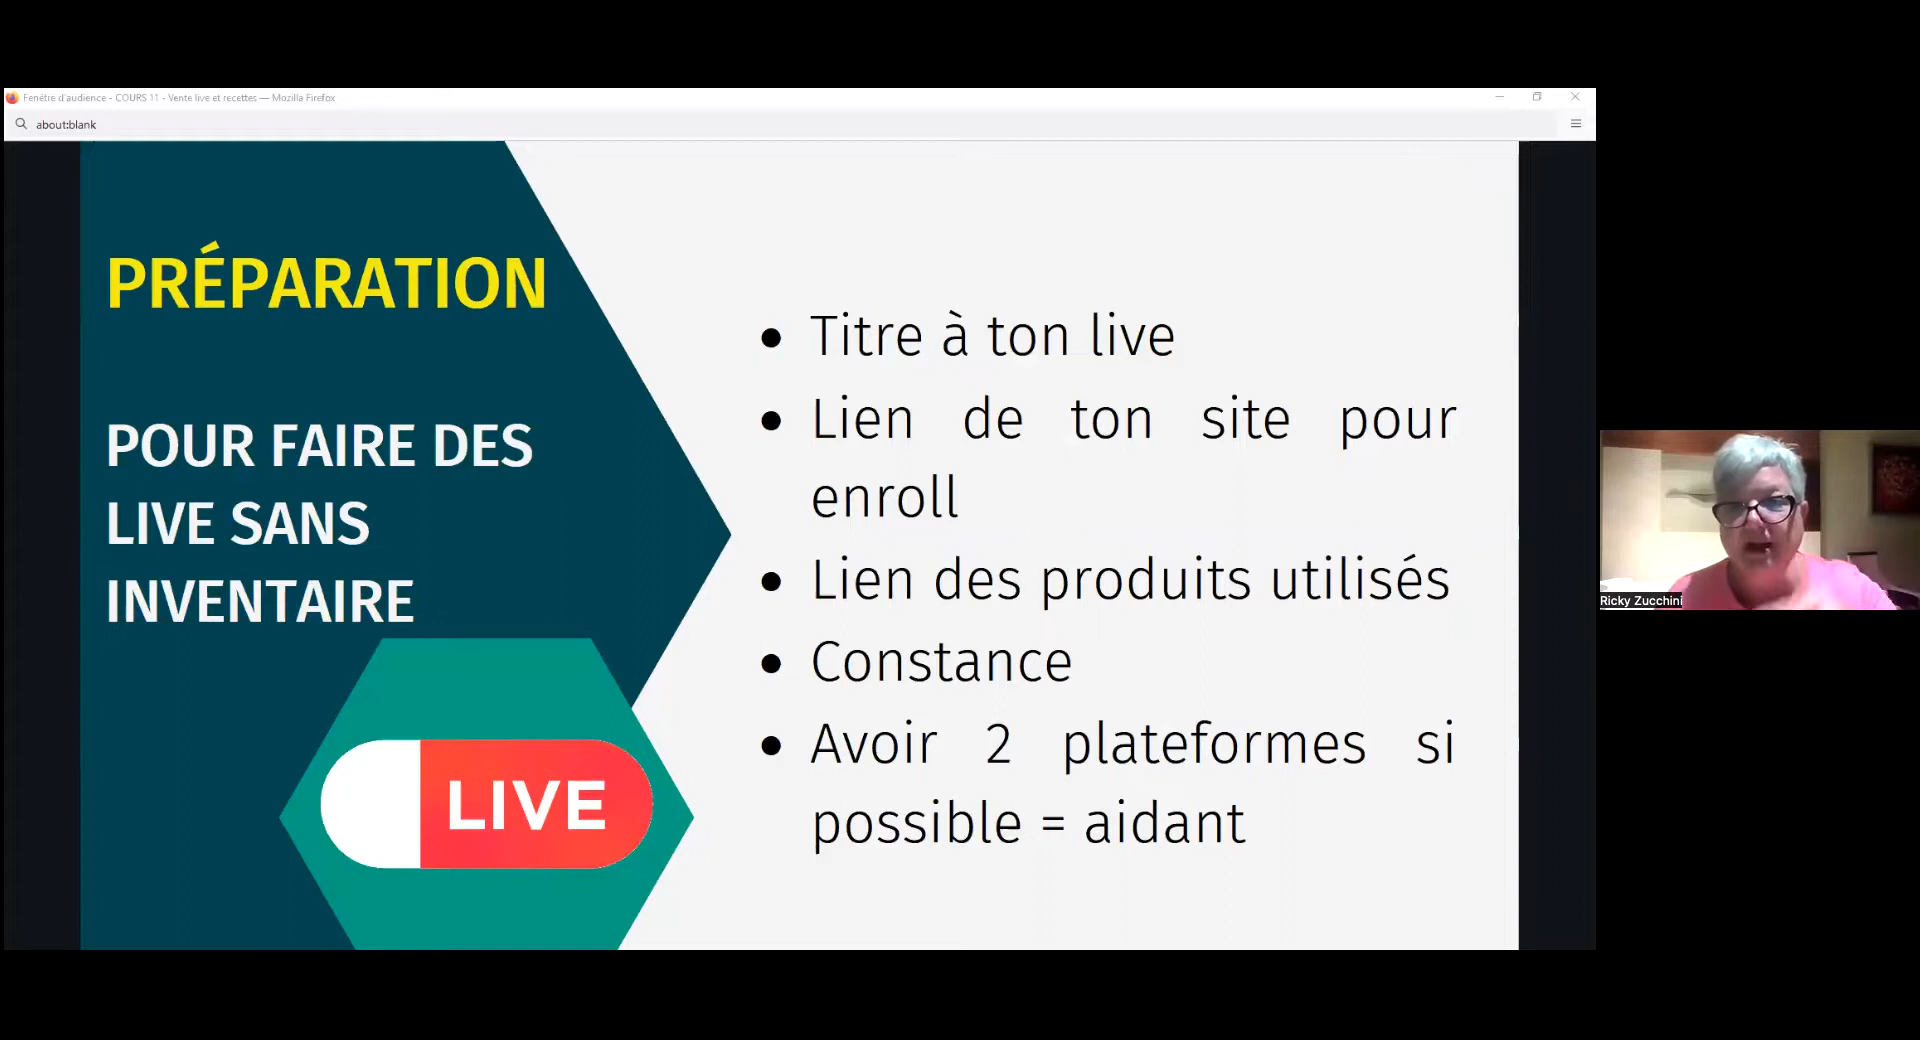 Fenêtre d'audience - COURS 11 - Vente live et recettes — Mozilla Firefox
about:blank
PRÉPARATION
POUR FAIRE DES
LIVE SANS
INVENTAIRE
LIVE
• Titre à ton live
• Lien de ton site pour
enroll
• Lien des produits utilisés
• Constance
• Avoir 2 plateformes si
possible = aidant
Ricky Zucchini